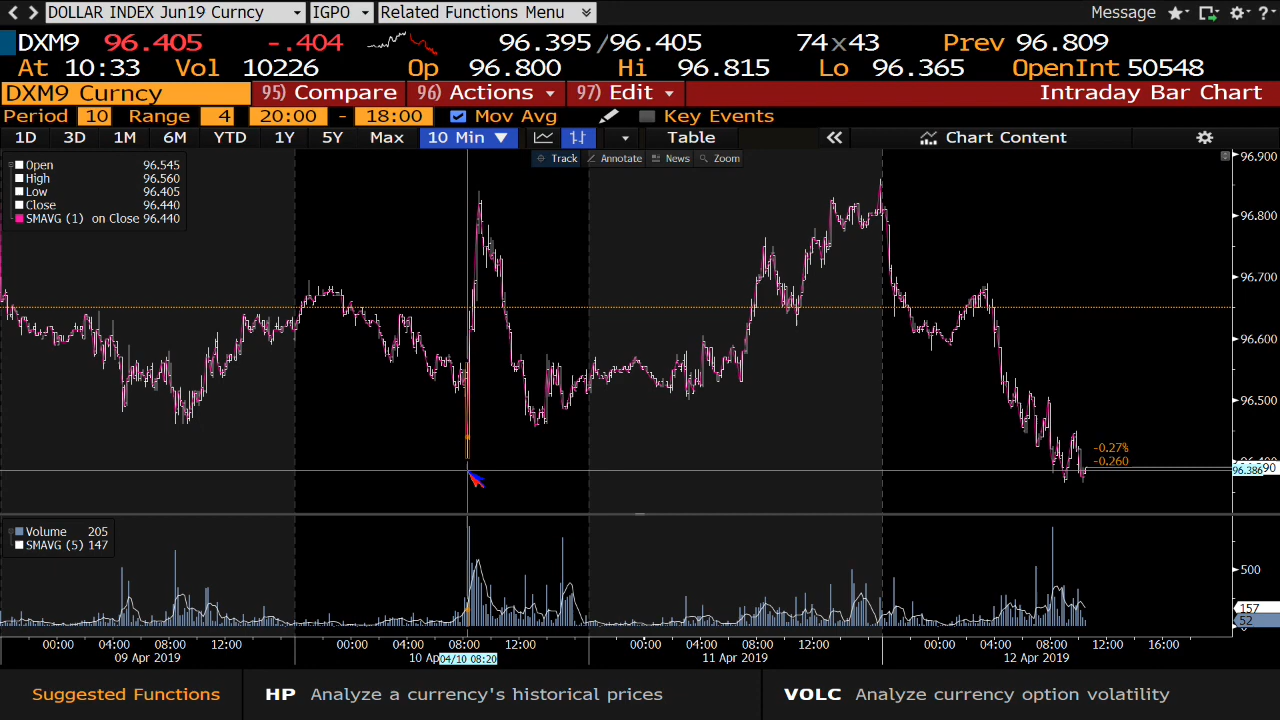 DOLLAR INDEX Jun19 Curncy IGPO Related Functions Menu Message ?
DXM9 96.405 -.404 96.395/96.405 74x43 Prev 96.809
At 10:33 Vol 10226 Op 96.800 Hi 96.815 Lo 96.365 OpenInt 50548
DXM9 Curncy 95) Compare 96) Actions 97) Edit Intraday Bar Chart
Period 10 Range 4 20:00 - 18:00 Mov Avg Key Events
1D 3D 1M 6M YTD 1Y 5Y Max 10 Min Table Chart Content
Track Annotate News Zoom
Open 96.545
High 96.560
Low 96.405
Close 96.440
SMAVG (1) on Close 96.440
96.900
96.800
96.700
96.600
96.500
-0.27%
-0.260
96.386
Volume 205
SMAVG (5) 147
500
157
52
00:00 04:00 08:00 12:00 00:00 04:00 08:00 12:00 00:00 04:00 08:00 12:00 00:00 04:00 08:00 12:00 16:00
09 Apr 2019 10 Ap 04/10 08:20 11 Apr 2019 12 Apr 2019
Suggested Functions HP Analyze a currency's historical prices VOLC Analyze currency option volatility